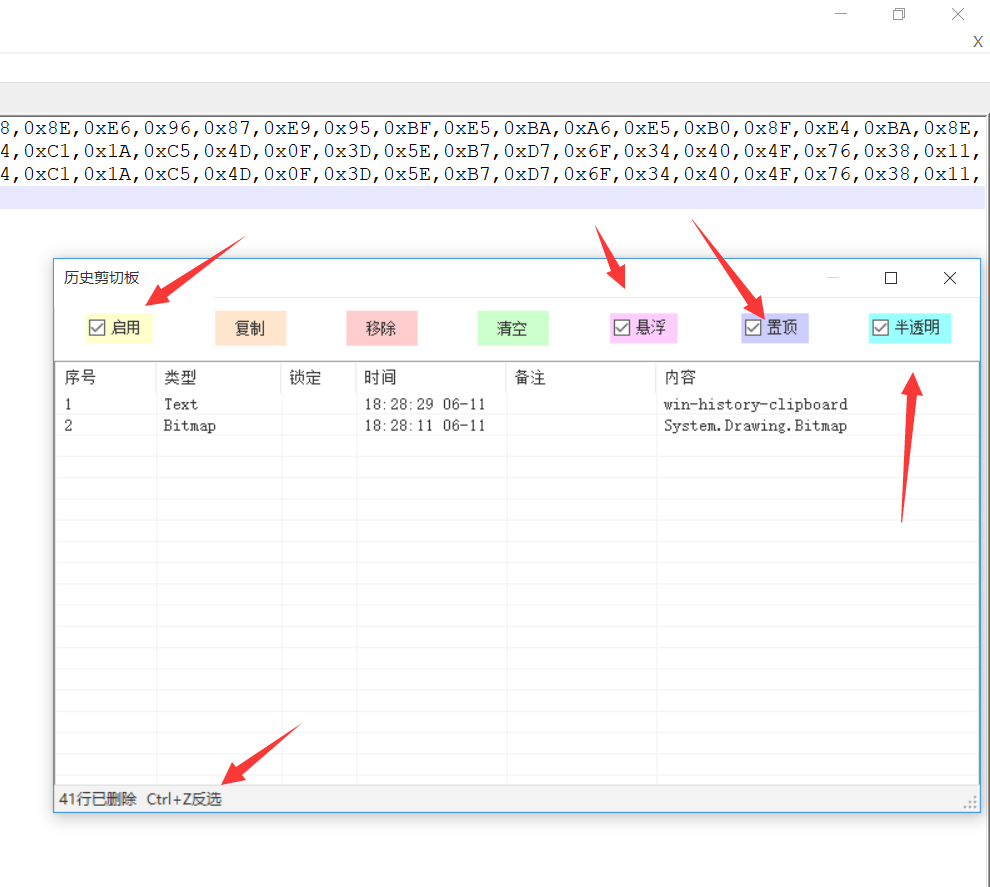 X
8,0x8E,0xE6,0x96,0x87,0xE9,0x95,0xBF,0xE5,0xBA,0xA6,0xE5,0xB0,0x8F,0xE4,0xBA,0x8E,
4,0xC1,0x1A,0xC5,0x4D,0x0F,0x3D,0x5E,0xB7,0xD7,0x6F,0x34,0x40,0x4F,0x76,0x38,0x11,
4,0xC1,0x1A,0xC5,0x4D,0x0F,0x3D,0x5E,0xB7,0xD7,0x6F,0x34,0x40,0x4F,0x76,0x38,0x11,
历史剪切板
启用 复制 移除 清空 悬浮 置顶 半透明
序号 类型 锁定 时间 备注 内容
1 Text 18:28:29 06-11 win-history-clipboard
2 Bitmap 18:28:11 06-11 System.Drawing.Bitmap
41行已删除 Ctrl+Z反选